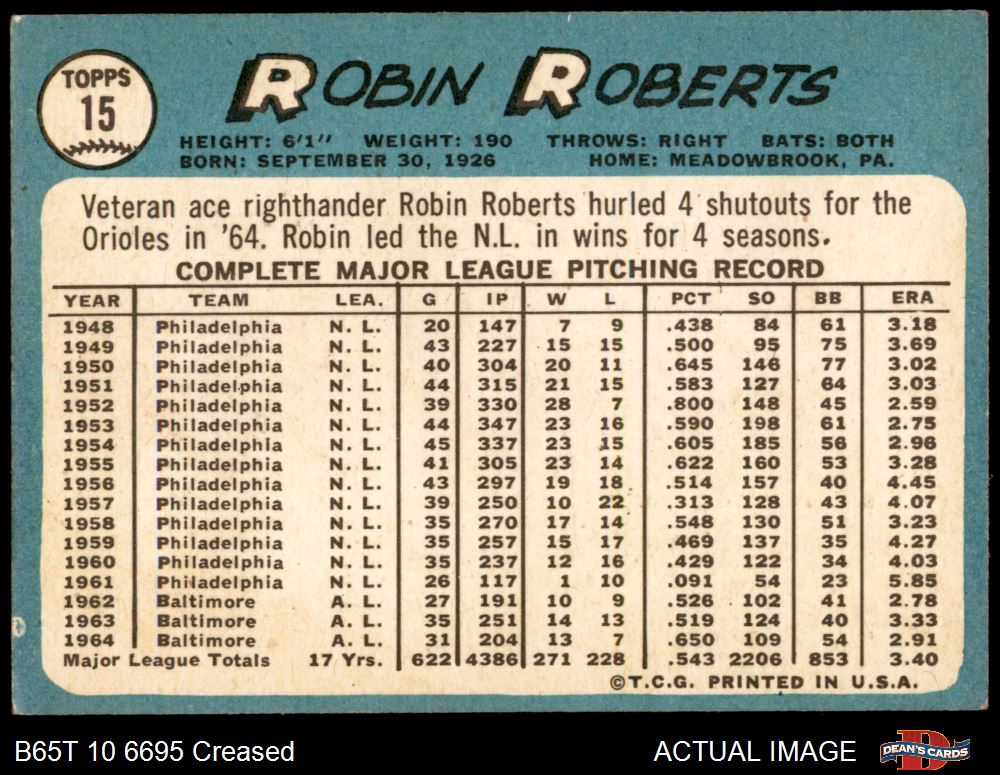 TOPPS
15
ROBIN ROBERTS
HEIGHT: 6'1" WEIGHT: 190 THROWS: RIGHT BATS: BOTH
BORN: SEPTEMBER 30, 1926 HOME: MEADOWBROOK, PA.
Veteran ace righthander Robin Roberts hurled 4 shutouts for the
Orioles in '64. Robin led the N.L. in wins for 4 seasons.
COMPLETE MAJOR LEAGUE PITCHING RECORD
YEAR TEAM LEA. G IP W L PCT SO BB ERA
1948 Philadelphia N. L. 20 147 7 9 .438 84 61 3.18
1949 Philadelphia N. L. 43 227 15 15 .500 95 75 3.69
1950 Philadelphia N. L. 40 304 20 11 .645 146 77 3.02
1951 Philadelphia N. L. 44 315 21 15 .583 127 64 3.03
1952 Philadelphia N. L. 39 330 28 7 .800 148 45 2.59
1953 Philadelphia N. L. 44 347 23 16 .590 198 61 2.75
1954 Philadelphia N. L. 45 337 23 15 .605 185 56 2.96
1955 Philadelphia N. L. 41 305 23 14 .622 160 53 3.28
1956 Philadelphia N. L. 43 297 19 18 .514 157 40 4.45
1957 Philadelphia N. L. 39 250 10 22 .313 128 43 4.07
1958 Philadelphia N. L. 35 270 17 14 .548 130 51 3.23
1959 Philadelphia N. L. 35 257 15 17 .469 137 35 4.27
1960 Philadelphia N. L. 35 237 12 16 .429 122 34 4.03
1961 Philadelphia N. L. 26 117 1 10 .091 54 23 5.85
1962 Baltimore A. L. 27 191 10 9 .526 102 41 2.78
1963 Baltimore A. L. 35 251 14 13 .519 124 40 3.33
1964 Baltimore A. L. 31 204 13 7 .650 109 54 2.91
Major League Totals 17 Yrs. 622 4386 271 228 .543 2206 853 3.40
©T.C.G. PRINTED IN U.S.A.
B65T 10 6695 Creased ACTUAL IMAGE DEAN'S CARDS